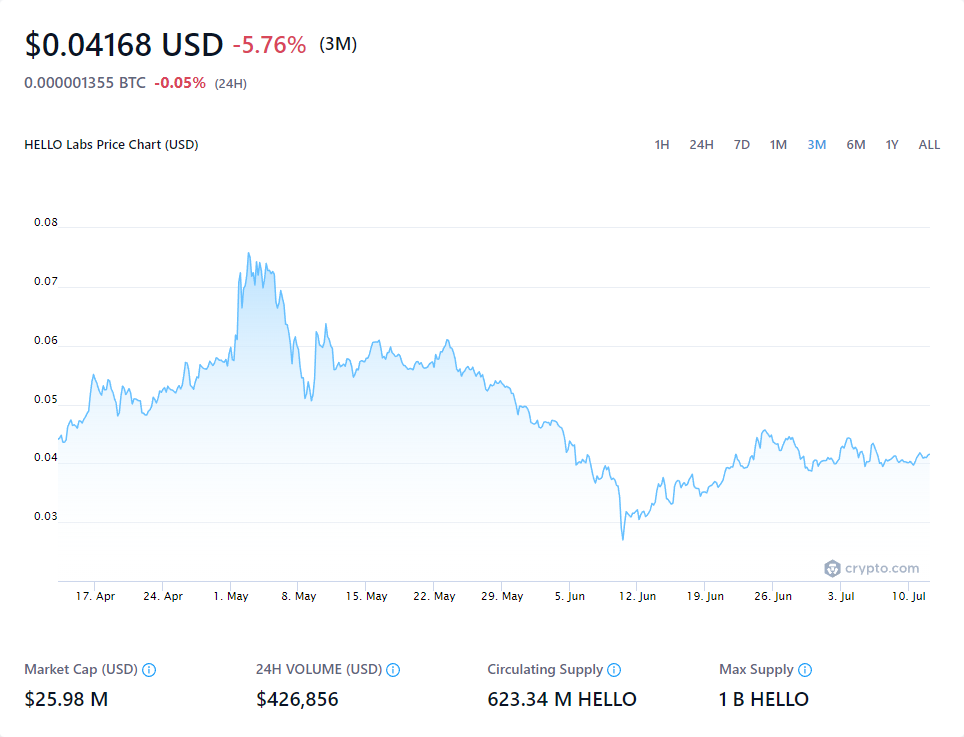 $0.04168 USD -5.76% (3M)
0.000001355 BTC -0.05% (24H)
HELLO Labs Price Chart (USD) 1H 24H 7D 1M 3M 6M 1Y ALL
0.08
0.07
0.06
0.05
0.04
0.03
crypto.com
17. Apr 24. Apr 1. May 8. May 15. May 22. May 29. May 5. Jun 12. Jun 19. Jun 26. Jun 3. Jul 10. Jul
Market Cap (USD) 24H VOLUME (USD) Circulating Supply Max Supply
$25.98 M $426,856 623.34 M HELLO 1 B HELLO